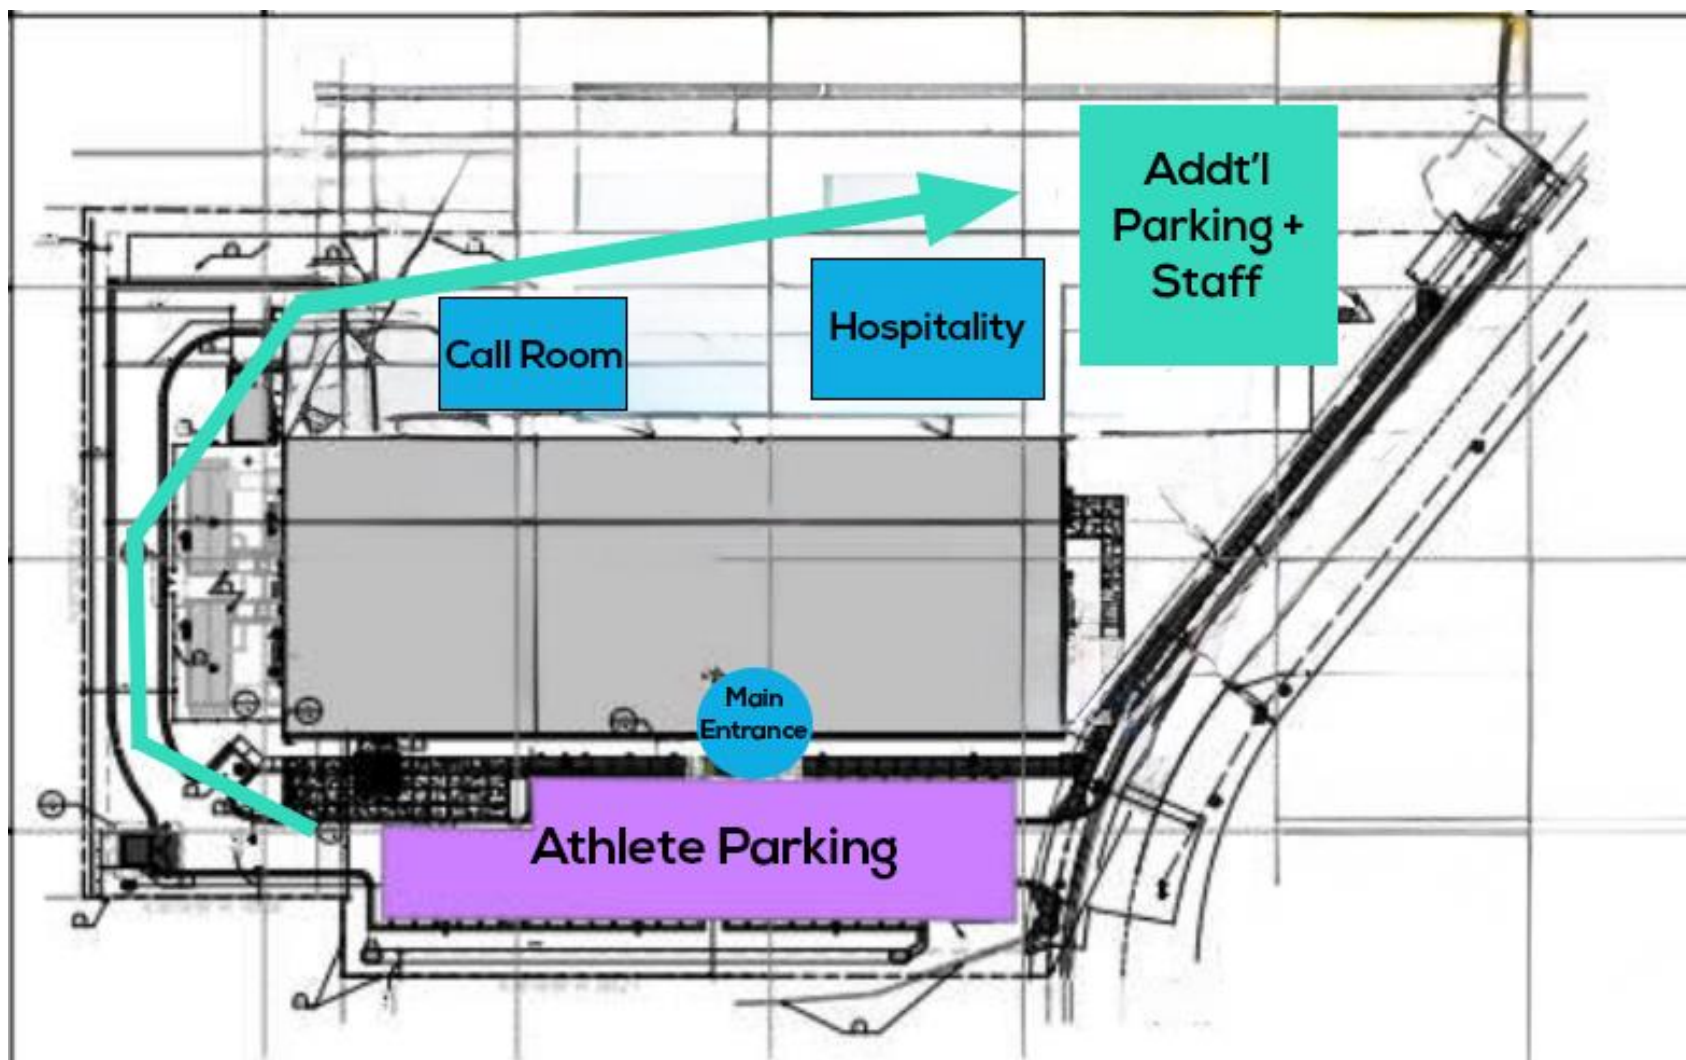 Addt'l
Parking +
Staff
Hospitality
Call Room
Main
Entrance
Athlete Parking